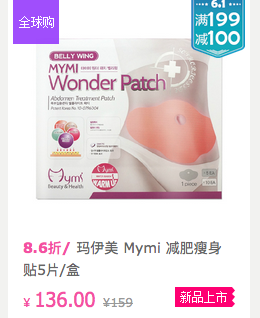 全球购
6.1
满199
减100
BELLY WING
MYMI
Wonder Patch
Abdomen Treatment Patch
Mymi
Beauty & Health
WARM UP
8.6折/ 玛伊美 Mymi 减肥瘦身
贴5片/盒
¥ 136.00 ¥159
新品上市